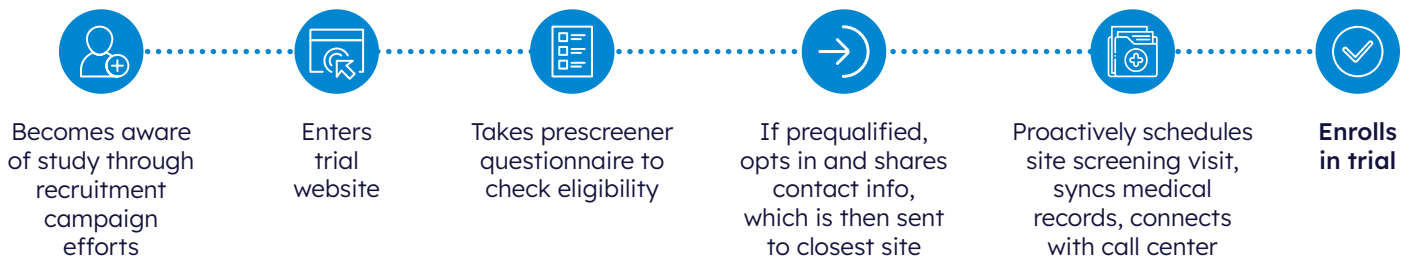 Becomes aware
of study through
recruitment
campaign
efforts
Enters
trial
website
Takes prescreener
questionnaire to
check eligibility
If prequalified,
opts in and shares
contact info,
which is then sent
to closest site
Proactively schedules
site screening visit,
syncs medical
records, connects
with call center
Enrolls
in trial